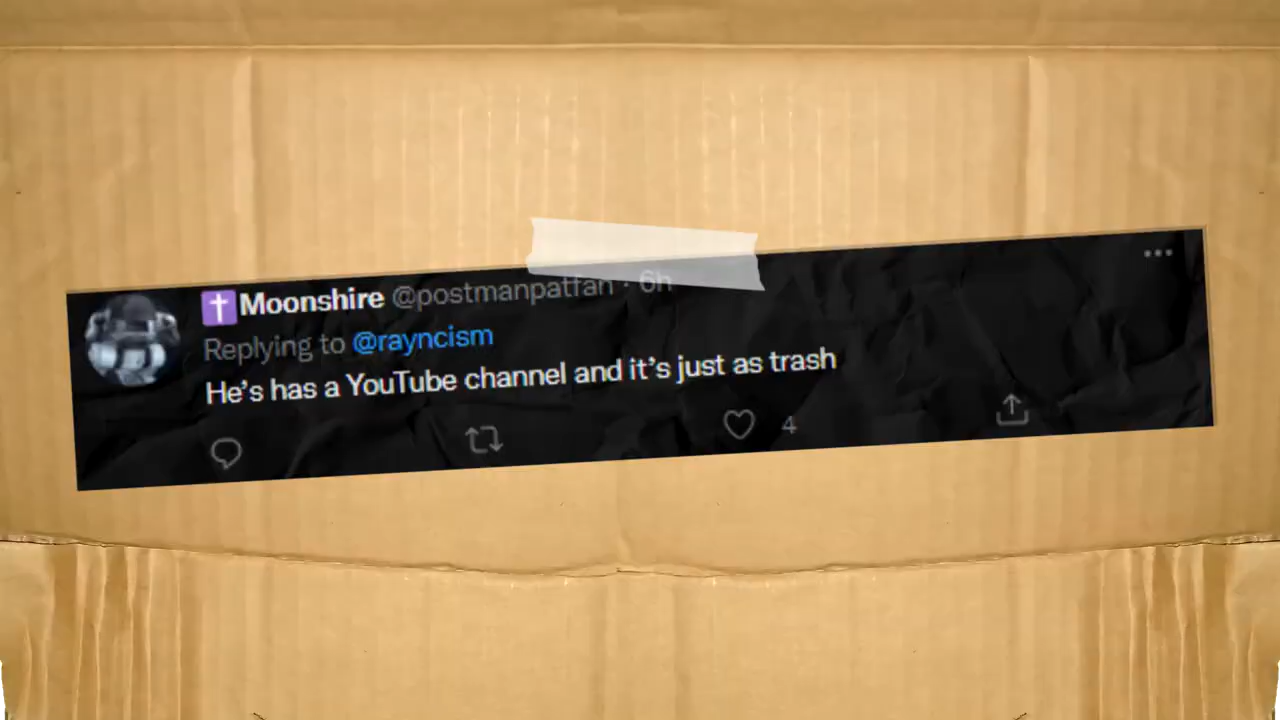 ✝Moonshire @postmanpatfan · 6h
Replying to @rayncism
He's has a YouTube channel and it's just as trash
4